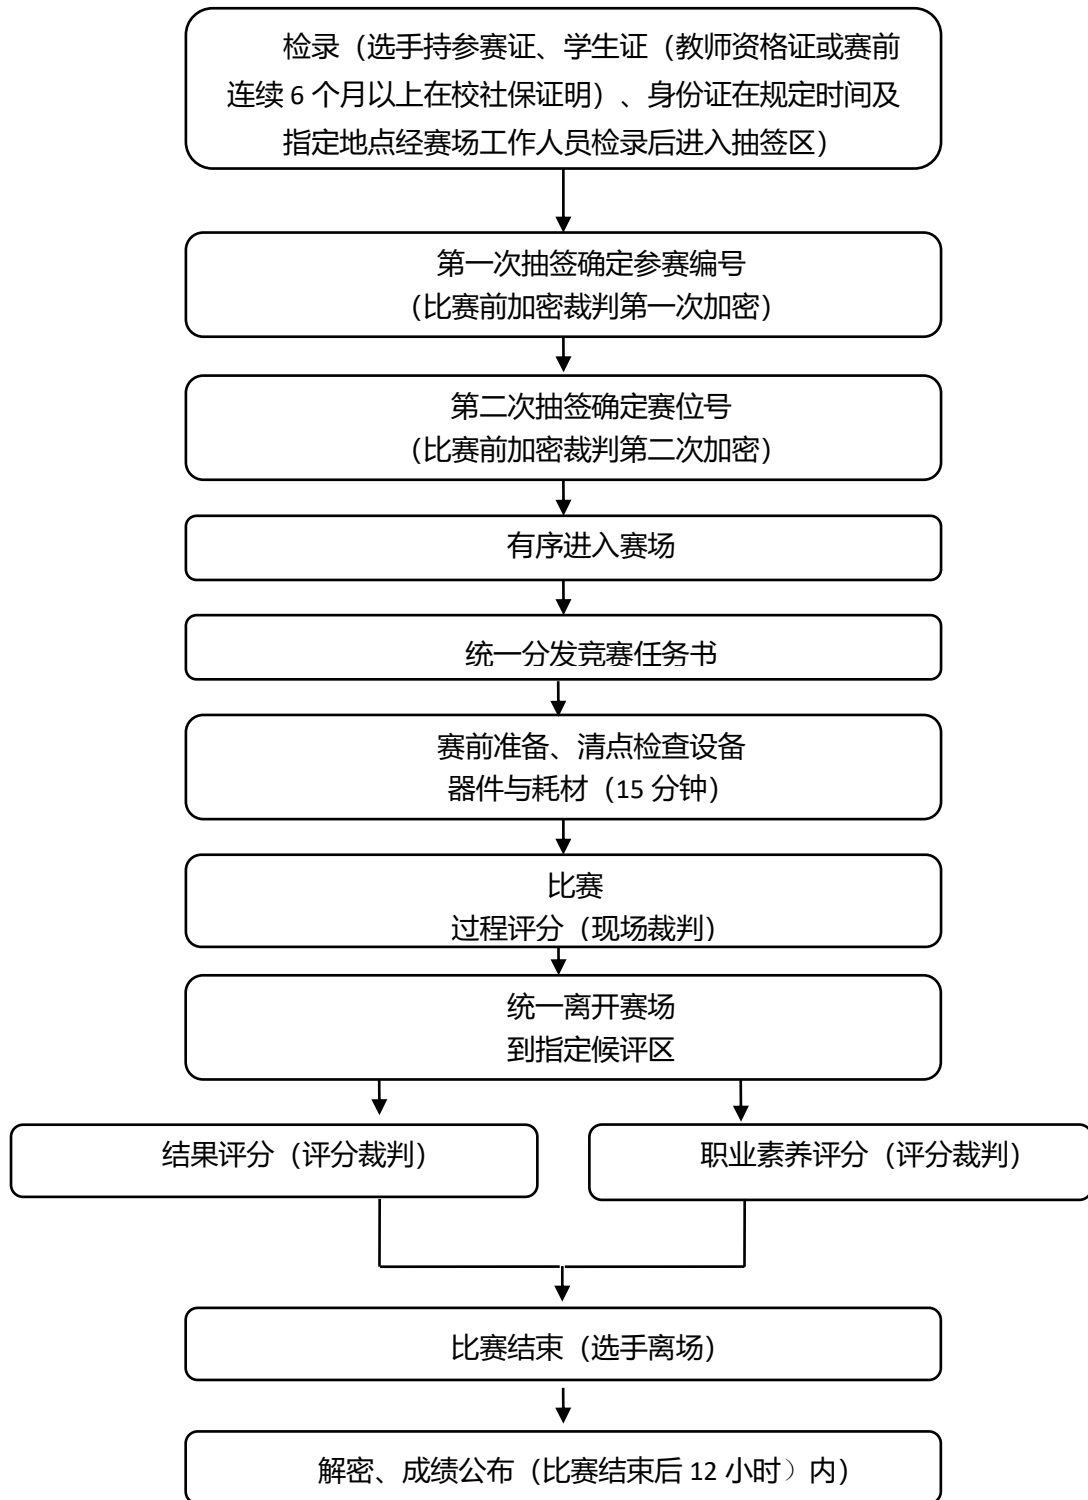 检录（选手持参赛证、学生证（教师资格证或赛前
连续 6 个月以上在校社保证明）、身份证在规定时间及
指定地点经赛场工作人员检录后进入抽签区）
第一次抽签确定参赛编号
（比赛前加密裁判第一次加密）
第二次抽签确定赛位号
（比赛前加密裁判第二次加密）
有序进入赛场
统一分发竞赛任务书
赛前准备、清点检查设备
器件与耗材（15 分钟）
比赛
过程评分（现场裁判）
统一离开赛场
到指定候评区
结果评分（评分裁判）
职业素养评分（评分裁判）
比赛结束（选手离场）
解密、成绩公布（比赛结束后 12 小时）内）